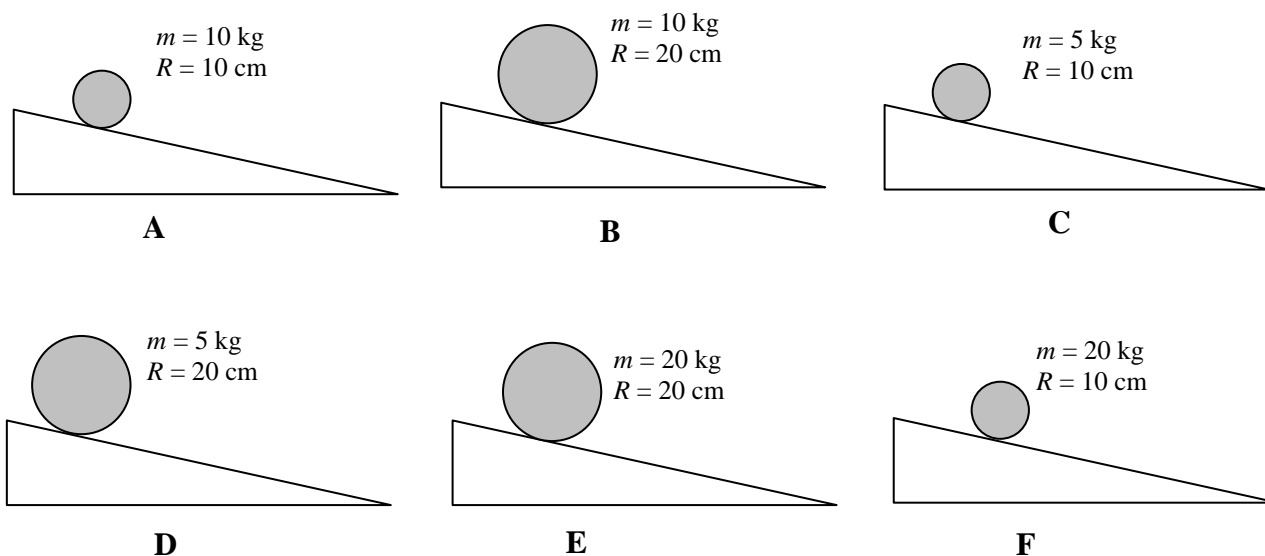 m = 10 kg
R = 10 cm
A
m = 10 kg
R = 20 cm
B
m = 5 kg
R = 10 cm
C
m = 5 kg
R = 20 cm
D
m = 20 kg
R = 20 cm
E
m = 20 kg
R = 10 cm
F